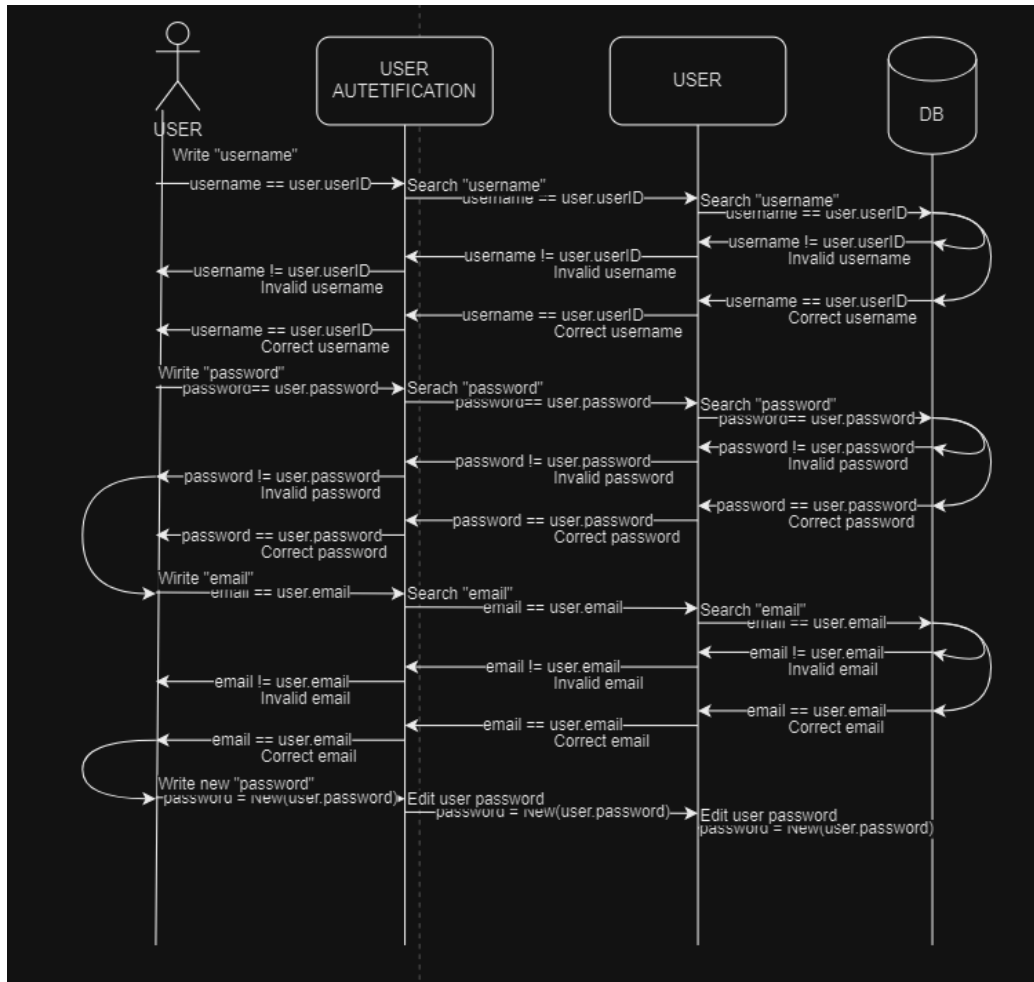 USER
AUTETIFICATION
USER
DB
USER
Write "username"
username == user.userID
Search "username"
username == user.userID
Search "username"
username == user.userID
username != user.userID
Invalid username
username != user.userID
Invalid username
username != user.userID
Invalid username
username == user.userID
Correct username
username == user.userID
Correct username
username == user.userID
Correct username
Wirite "password"
password== user.password
Serach "password"
password== user.password
Search "password"
password== user.password
password != user.password
Invalid password
password != user.password
Invalid password
password != user.password
Invalid password
password == user.password
Correct password
password == user.password
Correct password
password == user.password
Correct password
Wirite "email"
email == user.email
Search "email"
email == user.email
Search "email"
email == user.email
email != user.email
Invalid email
email != user.email
Invalid email
email != user.email
Invalid email
email == user.email
Correct email
email == user.email
Correct email
email == user.email
Correct email
Write new "password"
password = New(user.password)
Edit user password
password = New(user.password)
Edit user password
password = New(user.password)